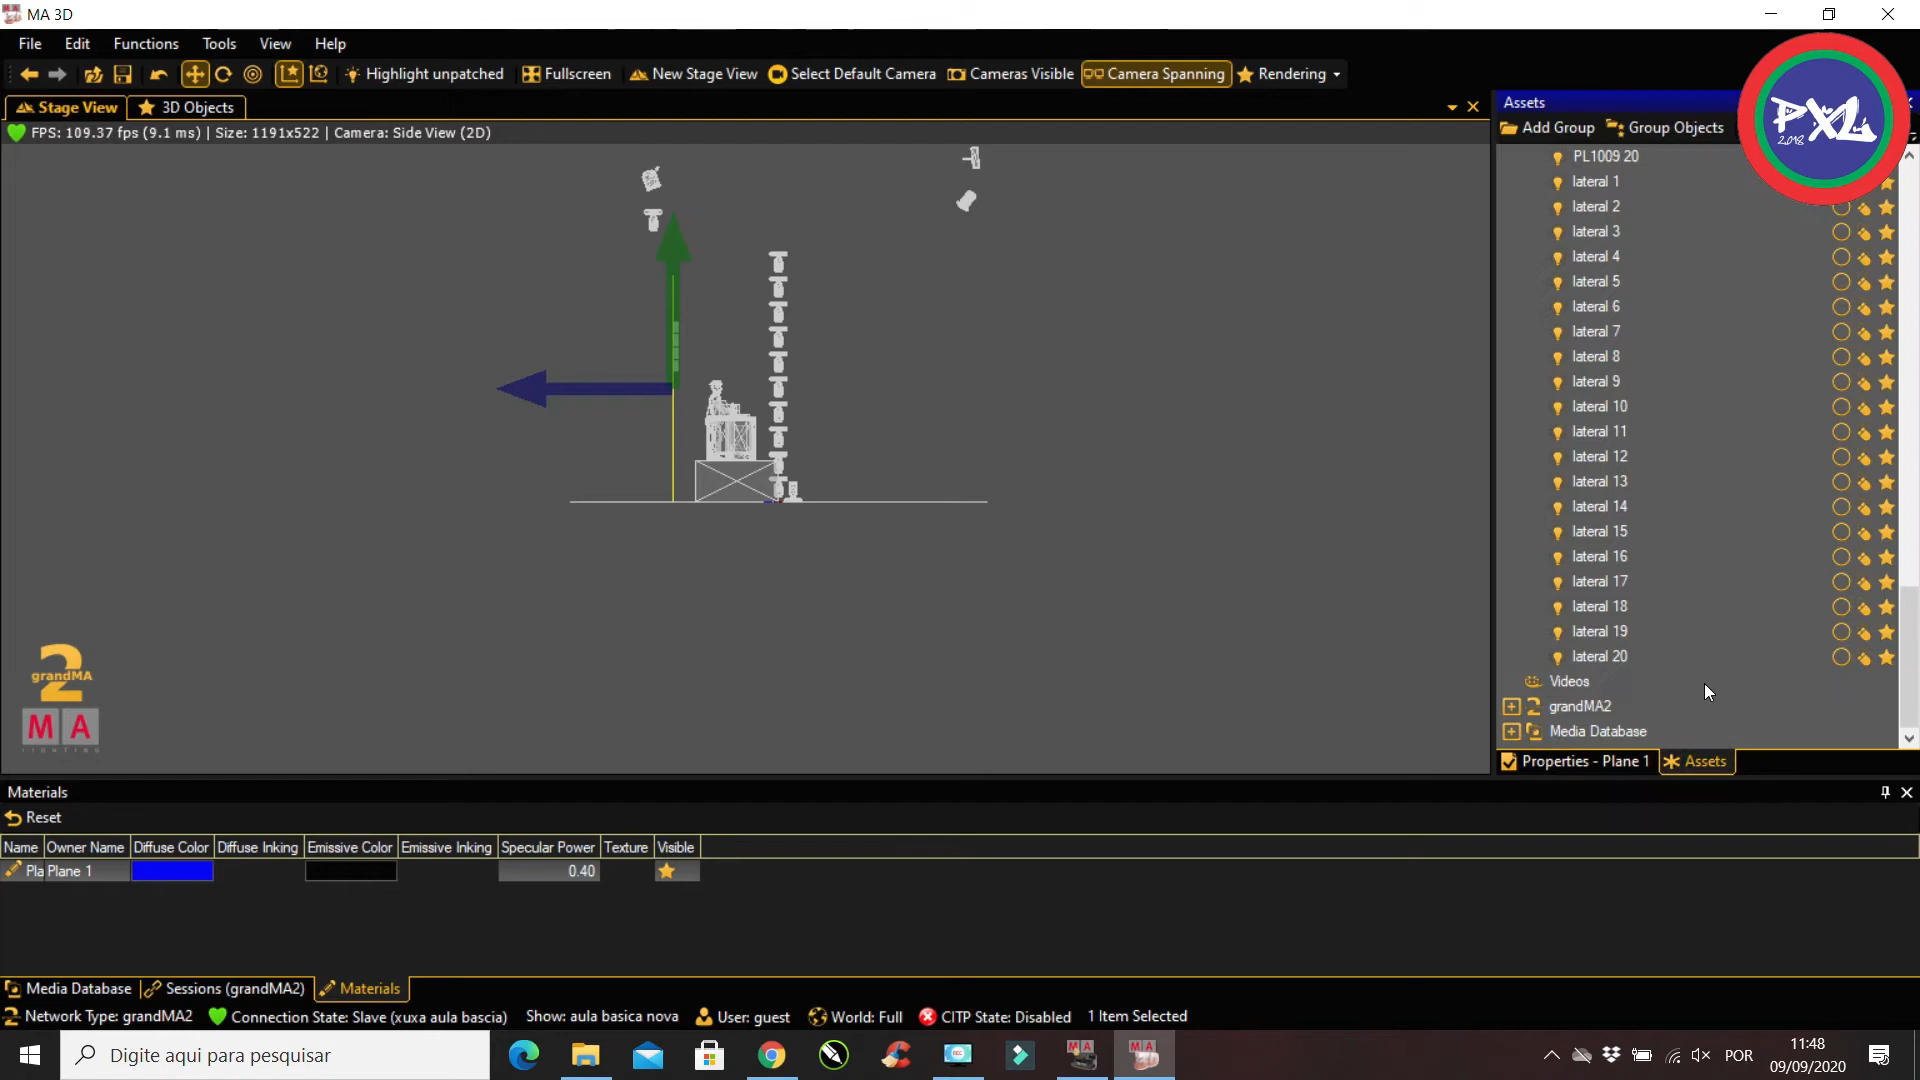 MA 3D
File Edit Functions Tools View Help
Highlight unpatched Fullscreen New Stage View Select Default Camera Cameras Visible Camera Spanning Rendering
Stage View 3D Objects
FPS: 109.37 fps (9.1 ms) | Size: 1191x522 | Camera: Side View (2D)
Assets
Add Group Group Objects
PXL
2018
PL1009 20
lateral 1
lateral 2
lateral 3
lateral 4
lateral 5
lateral 6
lateral 7
lateral 8
lateral 9
lateral 10
lateral 11
lateral 12
lateral 13
lateral 14
lateral 15
lateral 16
lateral 17
lateral 18
lateral 19
lateral 20
Videos
grandMA2
Media Database
Properties - Plane 1 Assets
2
grandMA
MA
LIGHTING
Materials
Reset
Name Owner Name Diffuse Color Diffuse Inking Emissive Color Emissive Inking Specular Power Texture Visible
Pla Plane 1 0.40
Media Database Sessions (grandMA2) Materials
Network Type: grandMA2 Connection State: Slave (xuxa aula bascia) Show: aula basica nova User: guest World: Full CITP State: Disabled 1 Item Selected
Digite aqui para pesquisar
POR
11:48
09/09/2020